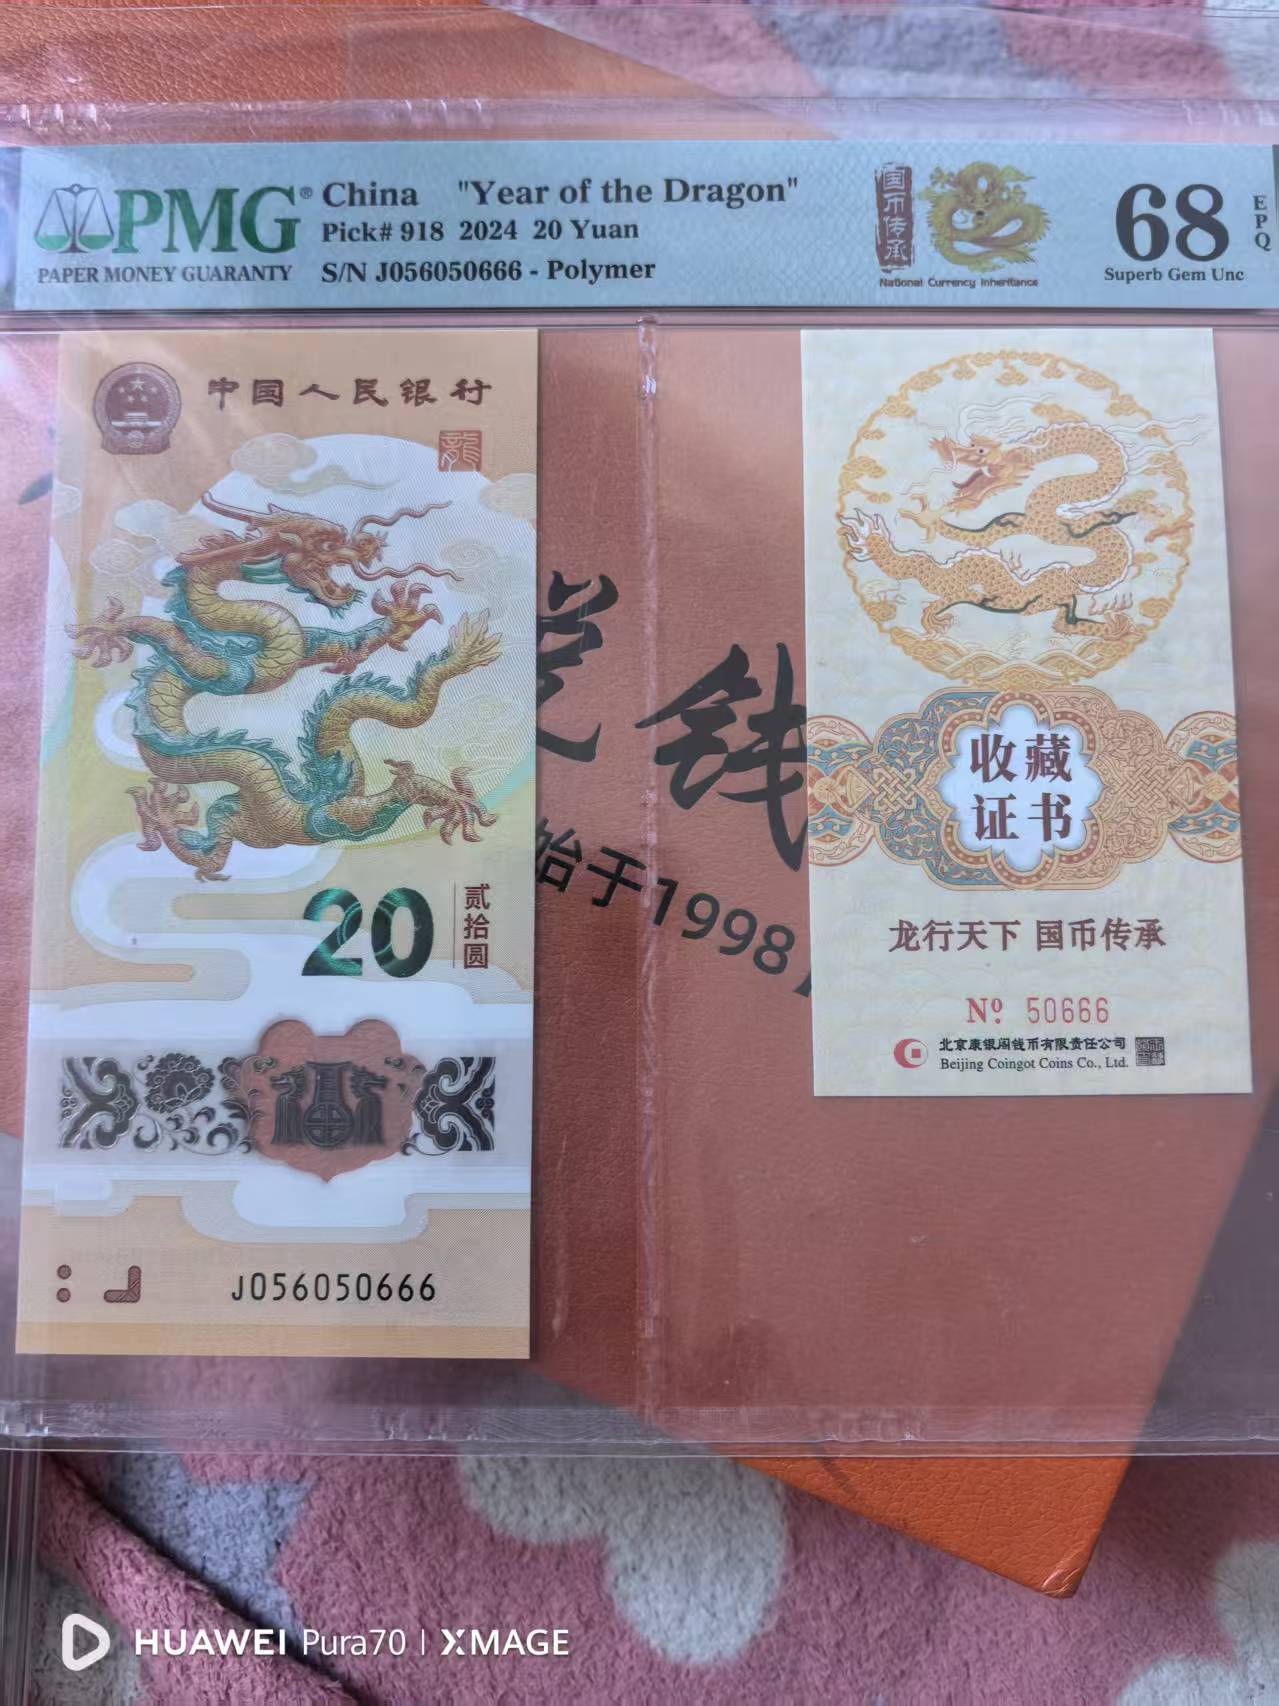 PMG®
PAPER MONEY GUARANTY
China "Year of the Dragon"
Pick# 918 2024 20 Yuan
S/N J056050666 - Polymer
国币传承
National Currency Inheritance
68
EPQ
Superb Gem Unc
中国人民银行
龍
20
贰拾圆
J056050666
钱
始于1998
收藏
证书
龙行天下 国币传承
Nº 50666
北京康银阁钱币有限责任公司
Beijing Coingot Coins Co., Ltd.
HUAWEI Pura70 | XMAGE